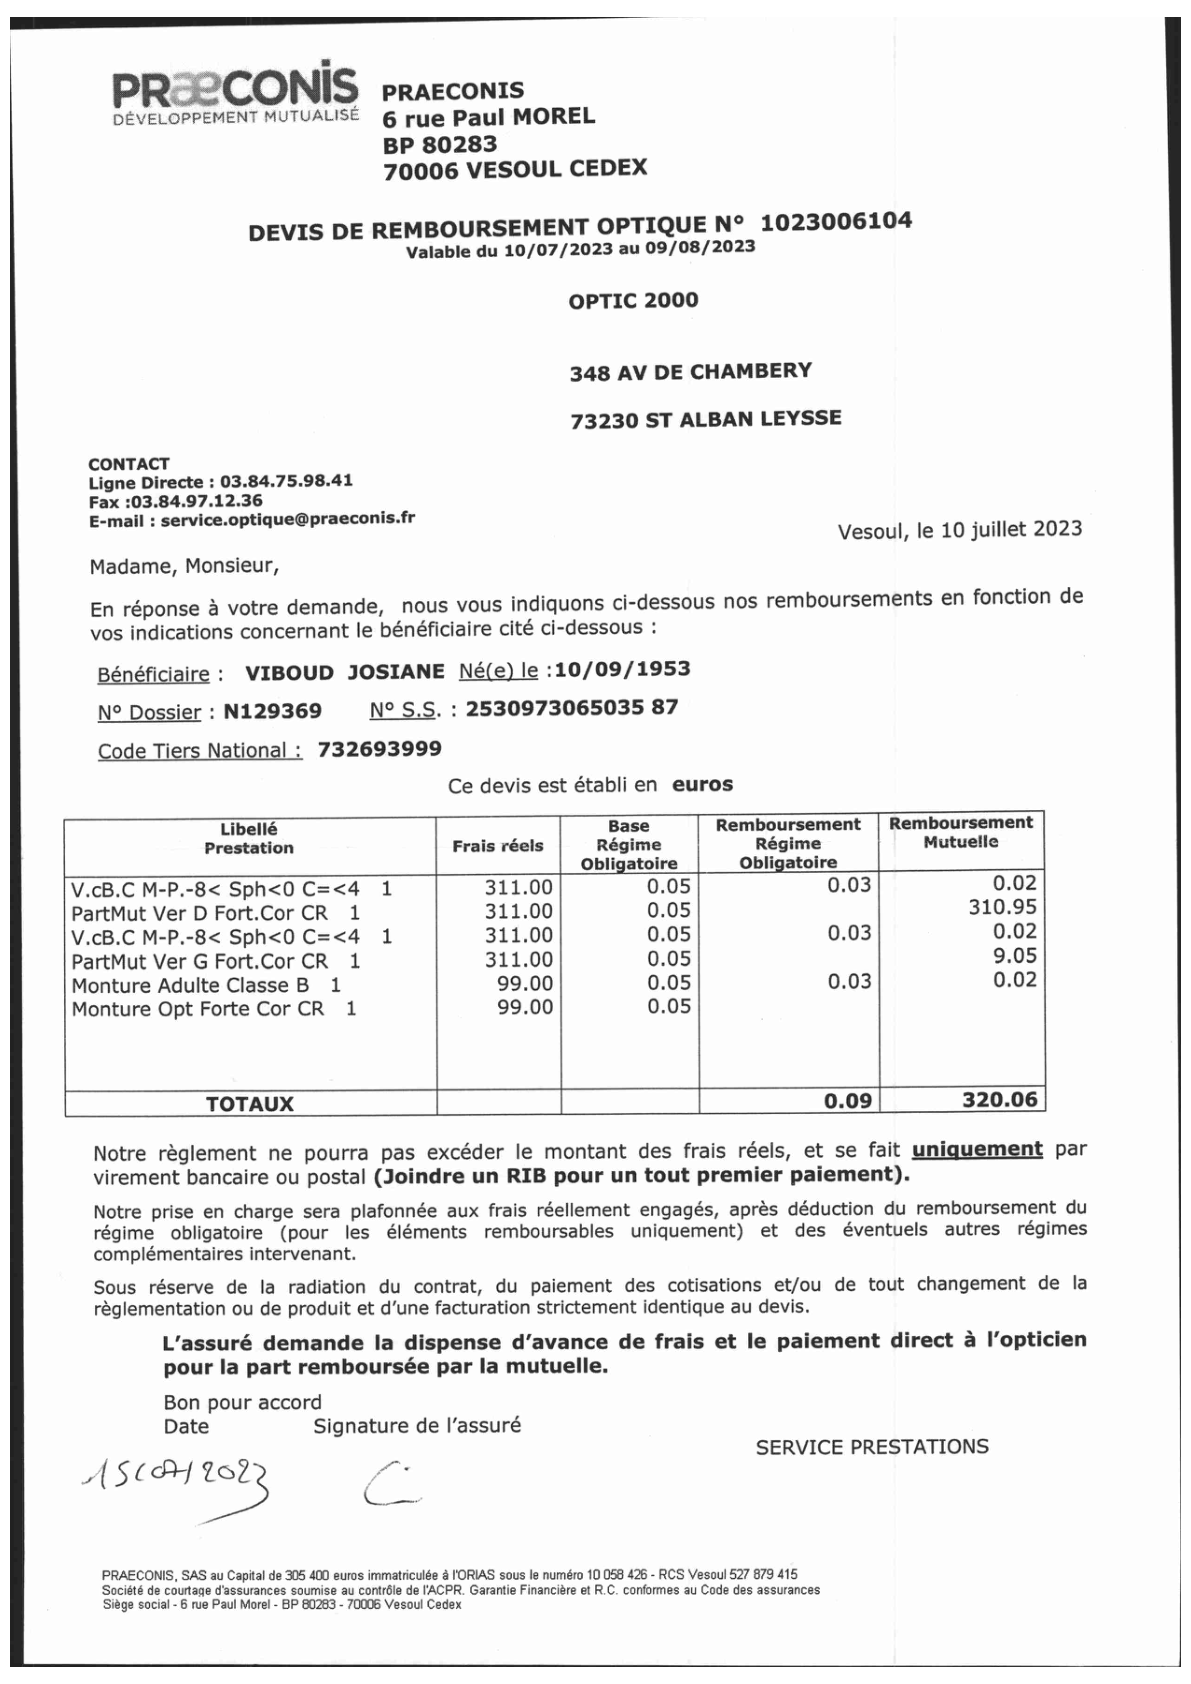 PRæCONiS
DÉVELOPPEMENT MUTUALISÉ
PRAECONIS
6 rue Paul MOREL
BP 80283
70006 VESOUL CEDEX
DEVIS DE REMBOURSEMENT OPTIQUE N° 1023006104
Valable du 10/07/2023 au 09/08/2023
OPTIC 2000
348 AV DE CHAMBERY
73230 ST ALBAN LEYSSE
CONTACT
Ligne Directe : 03.84.75.98.41
Fax :03.84.97.12.36
E-mail : service.optique@praeconis.fr
Vesoul, le 10 juillet 2023
Madame, Monsieur,
En réponse à votre demande, nous vous indiquons ci-dessous nos remboursements en fonction de
vos indications concernant le bénéficiaire cité ci-dessous :
Bénéficiaire : VIBOUD JOSIANE Né(e) le :10/09/1953
N° Dossier : N129369 N° S.S. : 2530973065035 87
Code Tiers National : 732693999
Ce devis est établi en euros
Libellé Prestation Frais réels Base Régime Obligatoire Remboursement Régime Obligatoire Remboursement Mutuelle
V.cB.C M-P.-8< Sph<0 C=<4 1 311.00 0.05 0.03 0.02
PartMut Ver D Fort.Cor CR 1 311.00 0.05 310.95
V.cB.C M-P.-8< Sph<0 C=<4 1 311.00 0.05 0.03 0.02
PartMut Ver G Fort.Cor CR 1 311.00 0.05 9.05
Monture Adulte Classe B 1 99.00 0.05 0.03 0.02
Monture Opt Forte Cor CR 1 99.00 0.05
TOTAUX 0.09 320.06
Notre règlement ne pourra pas excéder le montant des frais réels, et se fait uniquement par
virement bancaire ou postal (Joindre un RIB pour un tout premier paiement).
Notre prise en charge sera plafonnée aux frais réellement engagés, après déduction du remboursement du
régime obligatoire (pour les éléments remboursables uniquement) et des éventuels autres régimes
complémentaires intervenant.
Sous réserve de la radiation du contrat, du paiement des cotisations et/ou de tout changement de la
règlementation ou de produit et d'une facturation strictement identique au devis.
L'assuré demande la dispense d'avance de frais et le paiement direct à l'opticien
pour la part remboursée par la mutuelle.
Bon pour accord
Date Signature de l'assuré
SERVICE PRESTATIONS
15/07/2023
PRAECONIS, SAS au Capital de 305 400 euros immatriculée à l'ORIAS sous le numéro 10 058 426 - RCS Vesoul 527 879 415
Société de courtage d'assurances soumise au contrôle de l'ACPR. Garantie Financière et R.C. conformes au Code des assurances
Siège social - 6 rue Paul Morel - BP 80283 - 70006 Vesoul Cedex